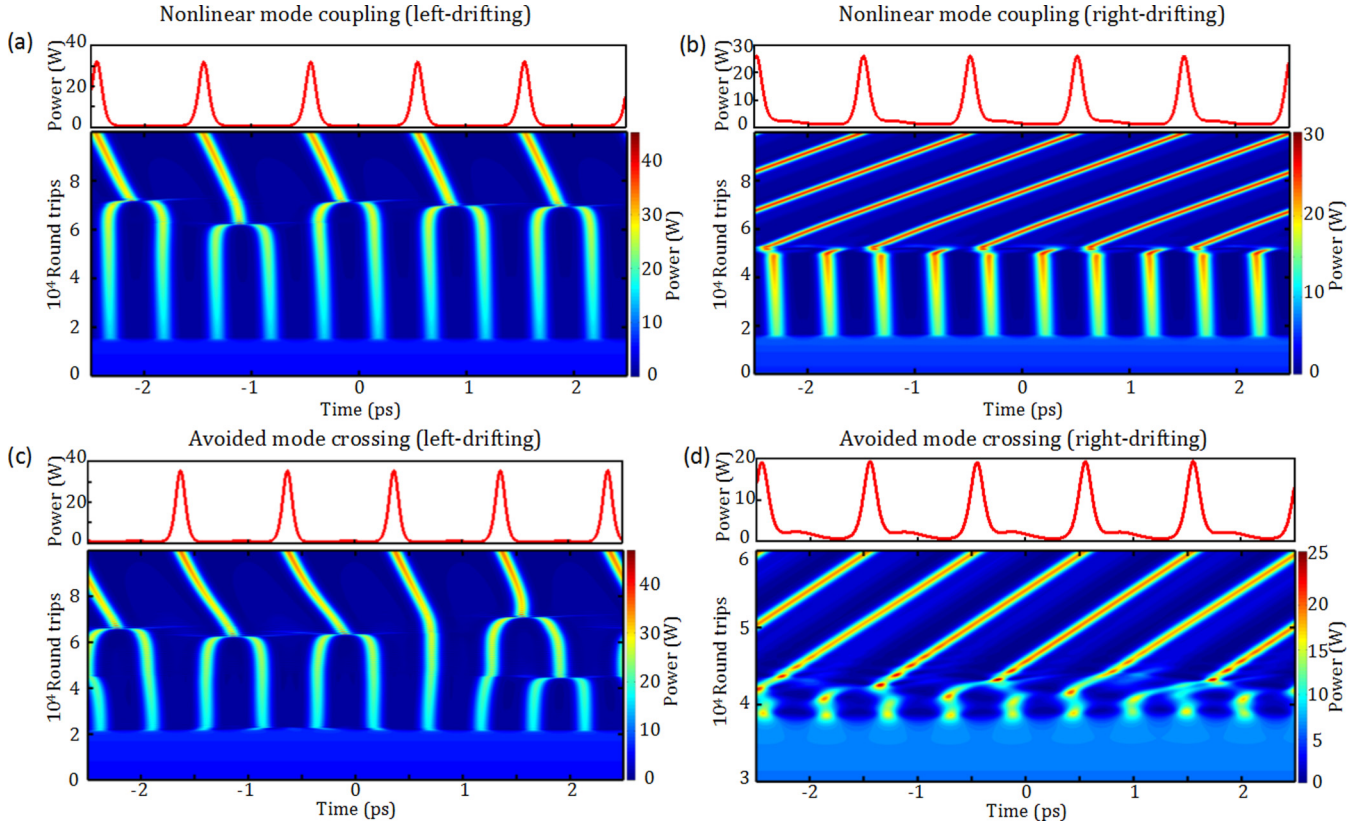 Nonlinear mode coupling (left-drifting)
(a)
Power (W)
40
20
0
10⁴ Round trips
8
6
4
2
0
-2 -1 0 1 2
Time (ps)
Power (W)
40
30
20
10
0
Nonlinear mode coupling (right-drifting)
(b)
Power (W)
30
20
10
0
10⁴ Round trips
8
6
4
2
0
-2 -1 0 1 2
Time (ps)
Power (W)
30
20
10
0
Avoided mode crossing (left-drifting)
(c)
Power (W)
40
20
0
10⁴ Round trips
8
6
4
2
0
-2 -1 0 1 2
Time (ps)
Power (W)
40
30
20
10
0
Avoided mode crossing (right-drifting)
(d)
Power (W)
20
10
0
10⁴ Round trips
6
5
4
3
-2 -1 0 1 2
Time (ps)
Power (W)
25
20
15
10
5
0